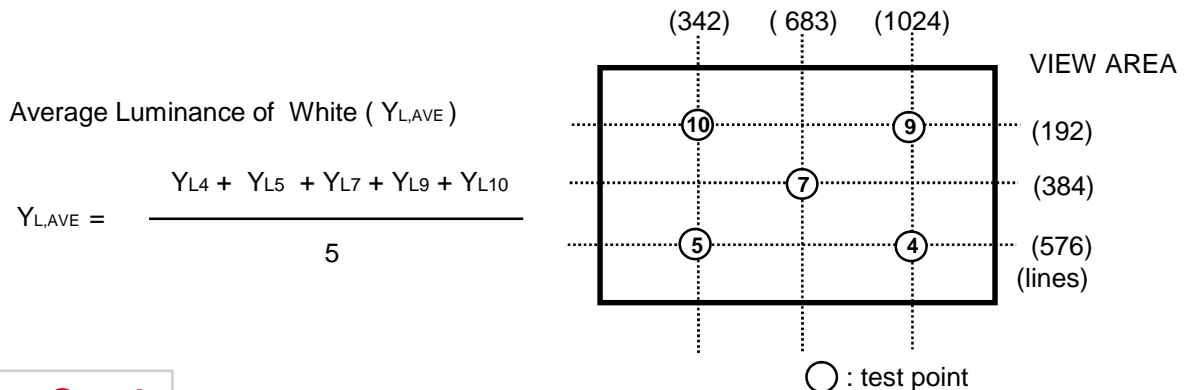 (342) ( 683) (1024)
VIEW AREA
Average Luminance of White ( YL,AVE )
10 9 (192)
YL4 + YL5 + YL7 + YL9 + YL10
7 (384)
YL,AVE =
5
5 4 (576)
(lines)
: test point